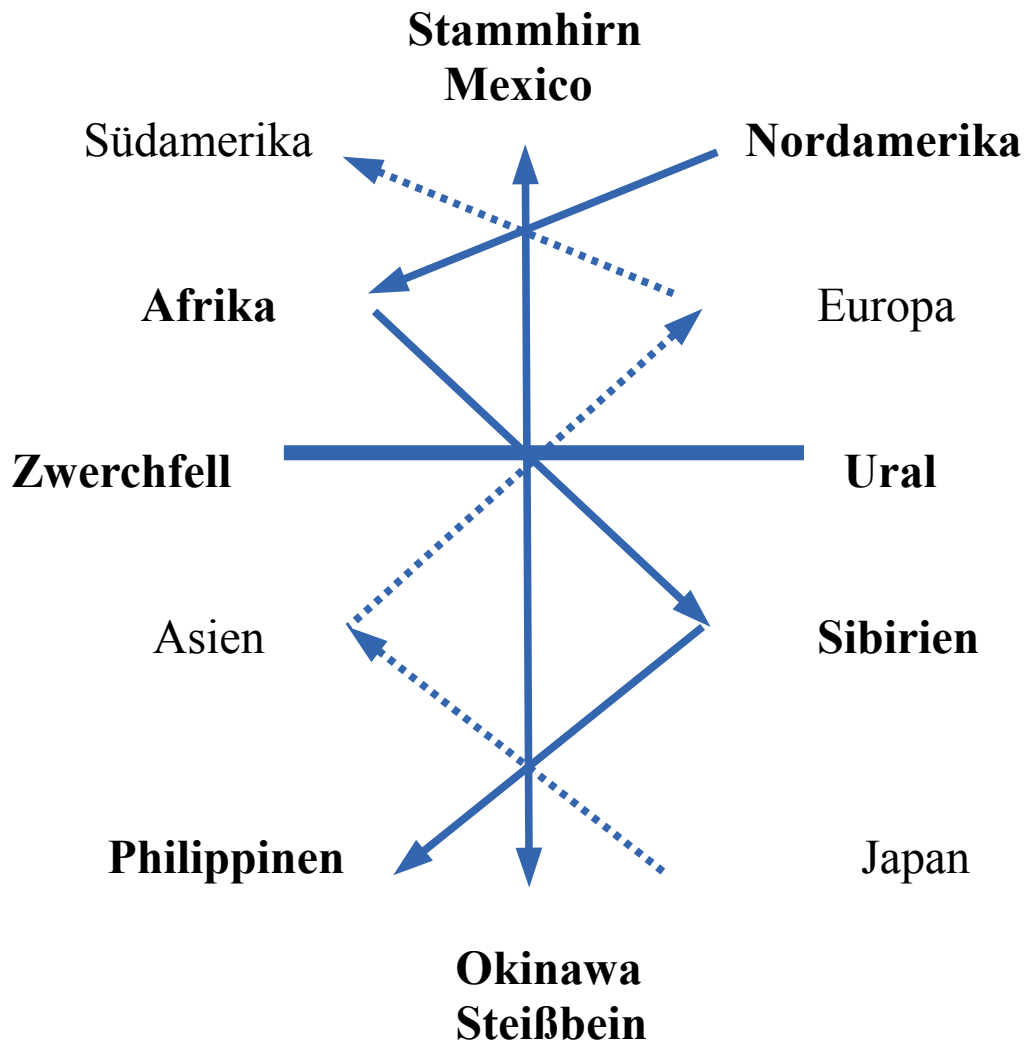 Stammhirn
Mexico
Südamerika
Nordamerika
Afrika
Europa
Zwerchfell
Ural
Asien
Sibirien
Philippinen
Japan
Okinawa
Steißbein